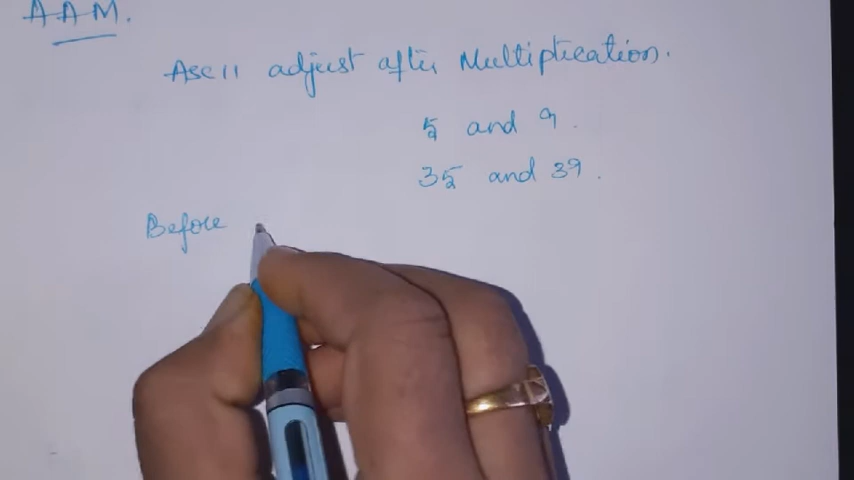 AAM.
Ascii adjust after Multiplication.
5 and 9.
35 and 39.
Before